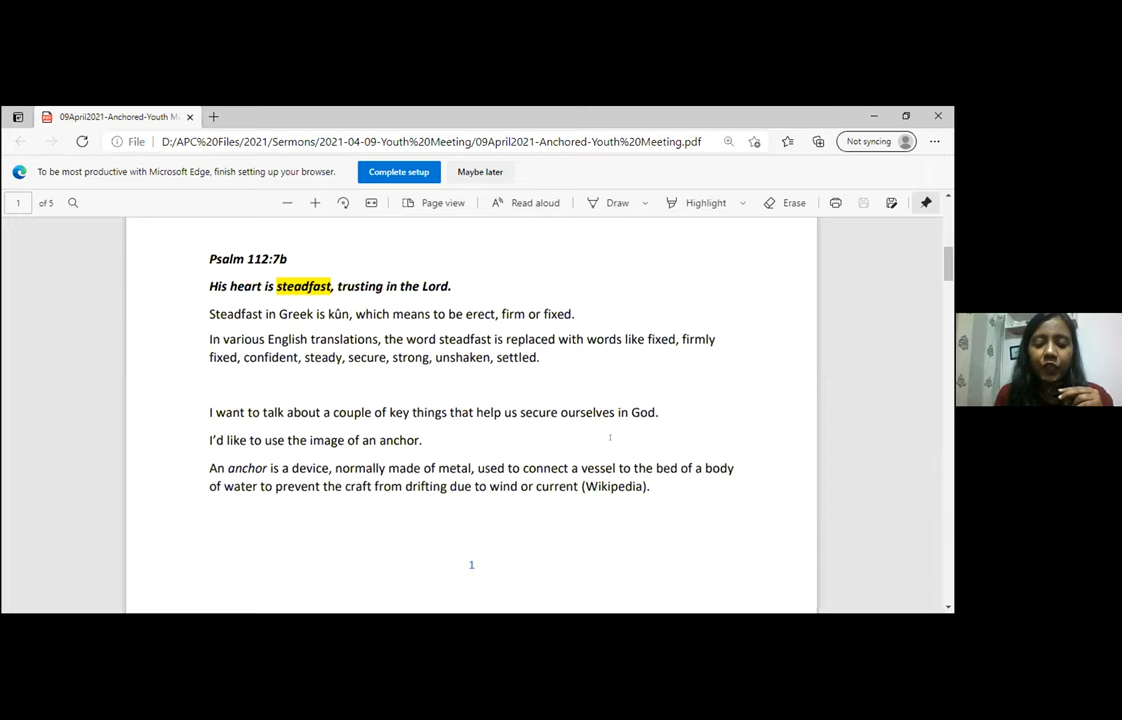 09April2021-Anchored-Youth M
File D:/APC%20Files/2021/Sermons/2021-04-09-Youth%20Meeting/09April2021-Anchored-Youth%20Meeting.pdf Not syncing
To be most productive with Microsoft Edge, finish setting up your browser. Complete setup Maybe later
1 of 5 Page view Read aloud Draw Highlight Erase
Psalm 112:7b
His heart is steadfast, trusting in the Lord.
Steadfast in Greek is kûn, which means to be erect, firm or fixed.
In various English translations, the word steadfast is replaced with words like fixed, firmly
fixed, confident, steady, secure, strong, unshaken, settled.
I want to talk about a couple of key things that help us secure ourselves in God.
I'd like to use the image of an anchor.
An anchor is a device, normally made of metal, used to connect a vessel to the bed of a body
of water to prevent the craft from drifting due to wind or current (Wikipedia).
1